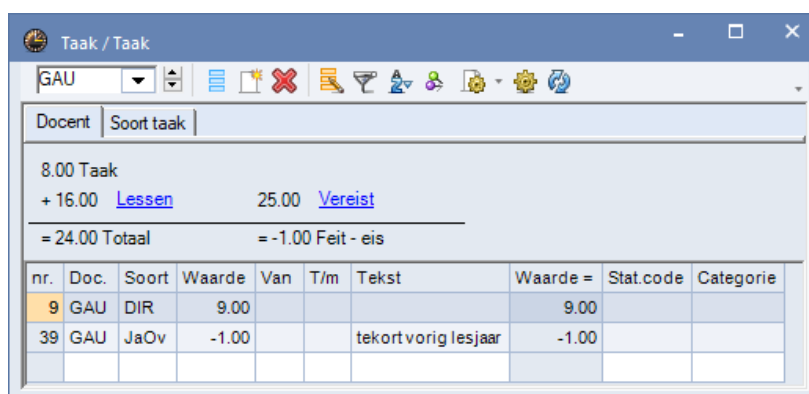 Taak / Taak
GAU
Docent Soort taak
8.00 Taak
+ 16.00 Lessen 25.00 Vereist
= 24.00 Totaal = -1.00 Feit - eis
nr. Doc. Soort Waarde Van T/m Tekst Waarde = Stat.code Categorie
9 GAU DIR 9.00 9.00
39 GAU JaOv -1.00 tekort vorig lesjaar -1.00